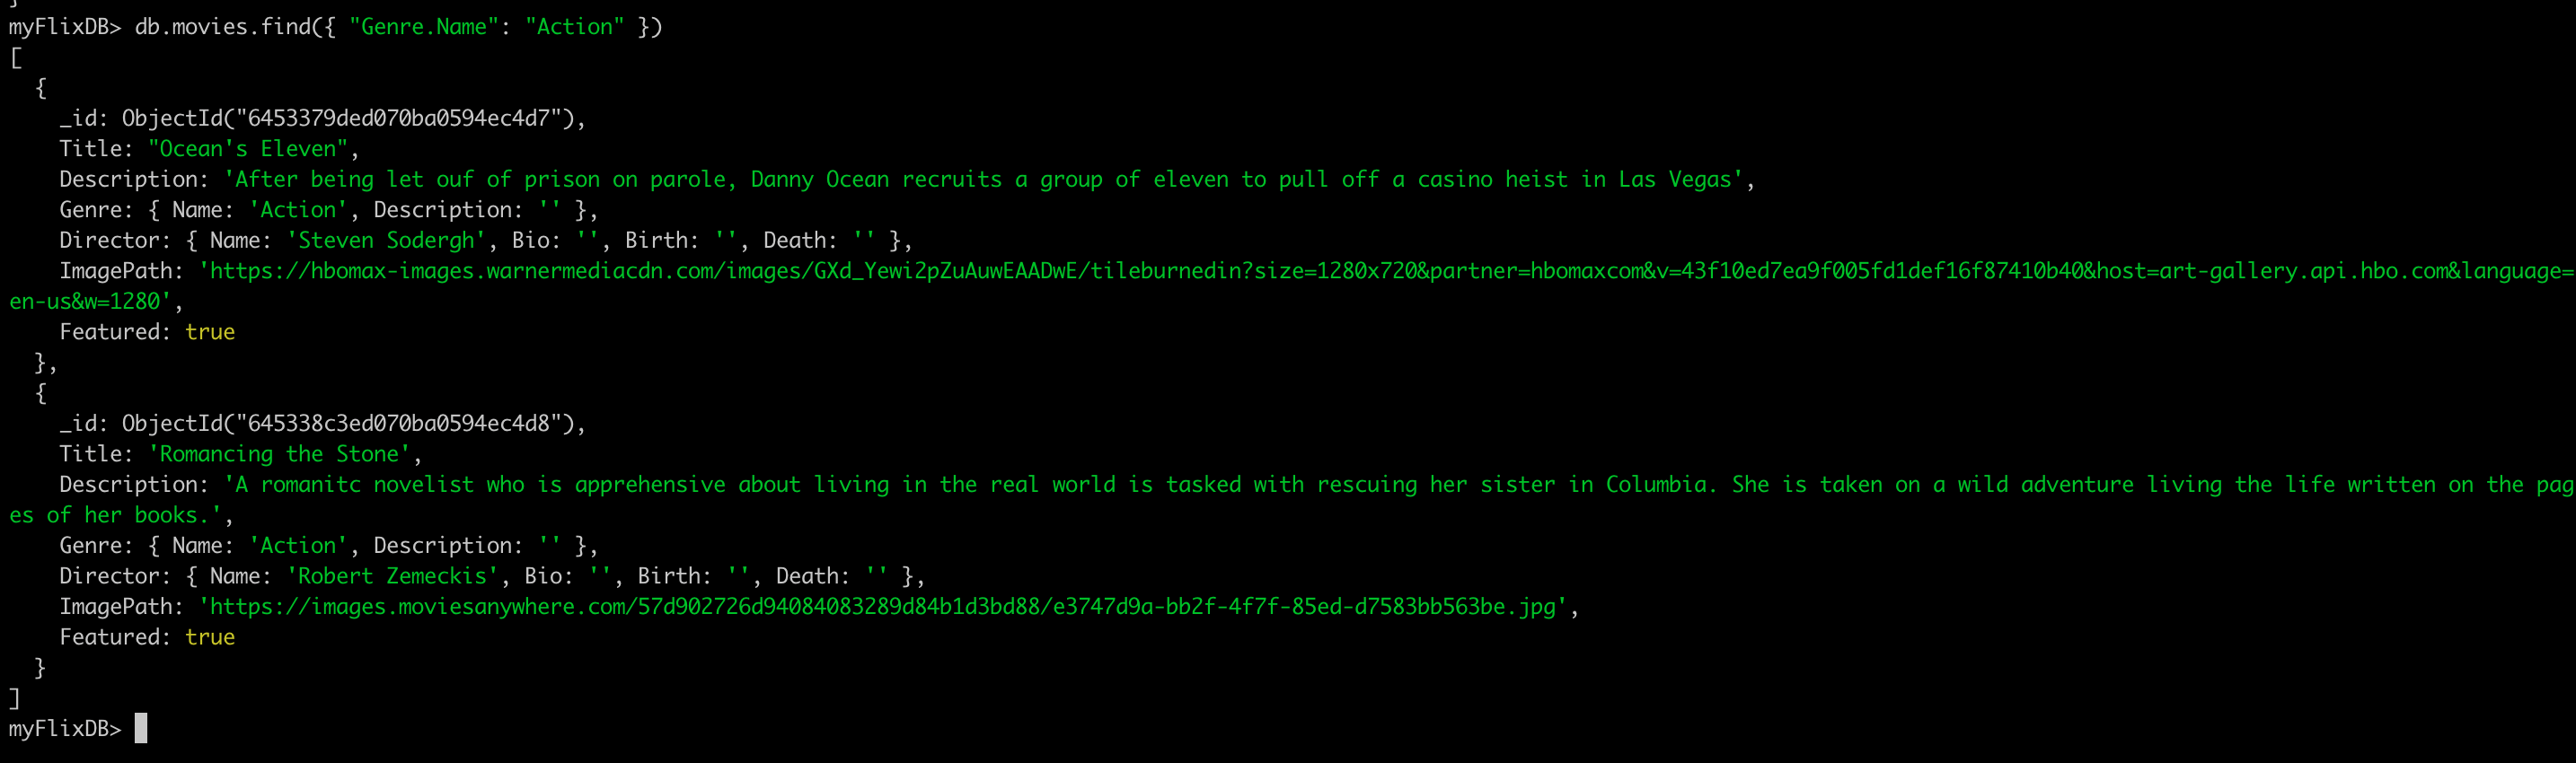 }
myFlixDB> db.movies.find({ "Genre.Name": "Action" })
[
  {
    _id: ObjectId("6453379ded070ba0594ec4d7"),
    Title: "Ocean's Eleven",
    Description: 'After being let ouf of prison on parole, Danny Ocean recruits a group of eleven to pull off a casino heist in Las Vegas',
    Genre: { Name: 'Action', Description: '' },
    Director: { Name: 'Steven Sodergh', Bio: '', Birth: '', Death: '' },
    ImagePath: 'https://hbomax-images.warnermediacdn.com/images/GXd_Yewi2pZuAuwEAADwE/tileburnedin?size=1280x720&partner=hbomaxcom&v=43f10ed7ea9f005fd1def16f87410b40&host=art-gallery.api.hbo.com&language=
en-us&w=1280',
    Featured: true
  },
  {
    _id: ObjectId("645338c3ed070ba0594ec4d8"),
    Title: 'Romancing the Stone',
    Description: 'A romanitc novelist who is apprehensive about living in the real world is tasked with rescuing her sister in Columbia. She is taken on a wild adventure living the life written on the pag
es of her books.',
    Genre: { Name: 'Action', Description: '' },
    Director: { Name: 'Robert Zemeckis', Bio: '', Birth: '', Death: '' },
    ImagePath: 'https://images.moviesanywhere.com/57d902726d94084083289d84b1d3bd88/e3747d9a-bb2f-4f7f-85ed-d7583bb563be.jpg',
    Featured: true
  }
]
myFlixDB>